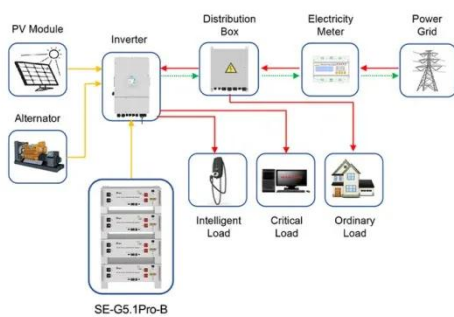 PV Module
Inverter
Distribution
Box
Electricity
Meter
Power
Grid
Alternator
Intelligent
Load
Critical
Load
Ordinary
Load
SE-G5.1Pro-B